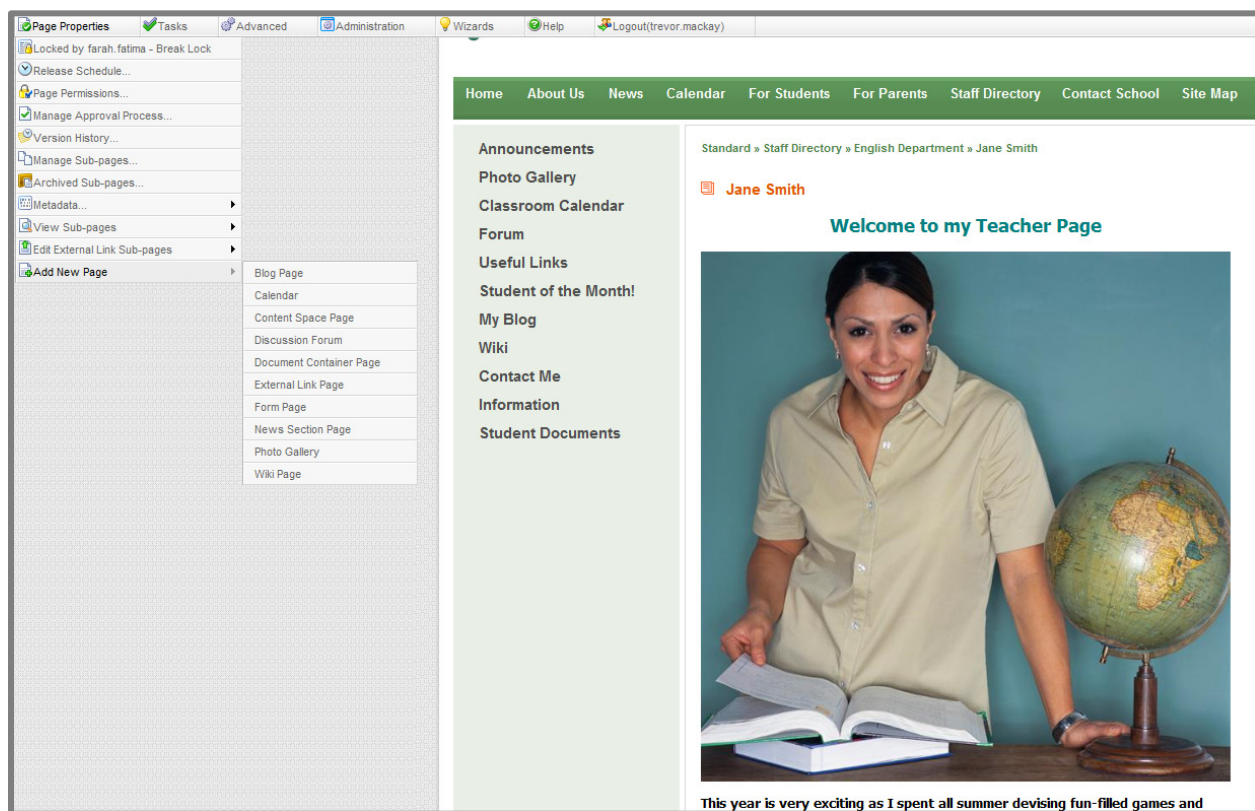 Page Properties Tasks Advanced Administration Wizards Help Logout(trevor.mackay)
Locked by farah.fatima - Break Lock
Release Schedule...
Page Permissions...
Manage Approval Process...
Version History...
Manage Sub-pages...
Archived Sub-pages...
Metadata...
View Sub-pages
Edit External Link Sub-pages
Add New Page
Blog Page
Calendar
Content Space Page
Discussion Forum
Document Container Page
External Link Page
Form Page
News Section Page
Photo Gallery
Wiki Page
Home About Us News Calendar For Students For Parents Staff Directory Contact School Site Map
Announcements
Photo Gallery
Classroom Calendar
Forum
Useful Links
Student of the Month!
My Blog
Wiki
Contact Me
Information
Student Documents
Standard » Staff Directory » English Department » Jane Smith
Jane Smith
Welcome to my Teacher Page
This year is very exciting as I spent all summer devising fun-filled games and